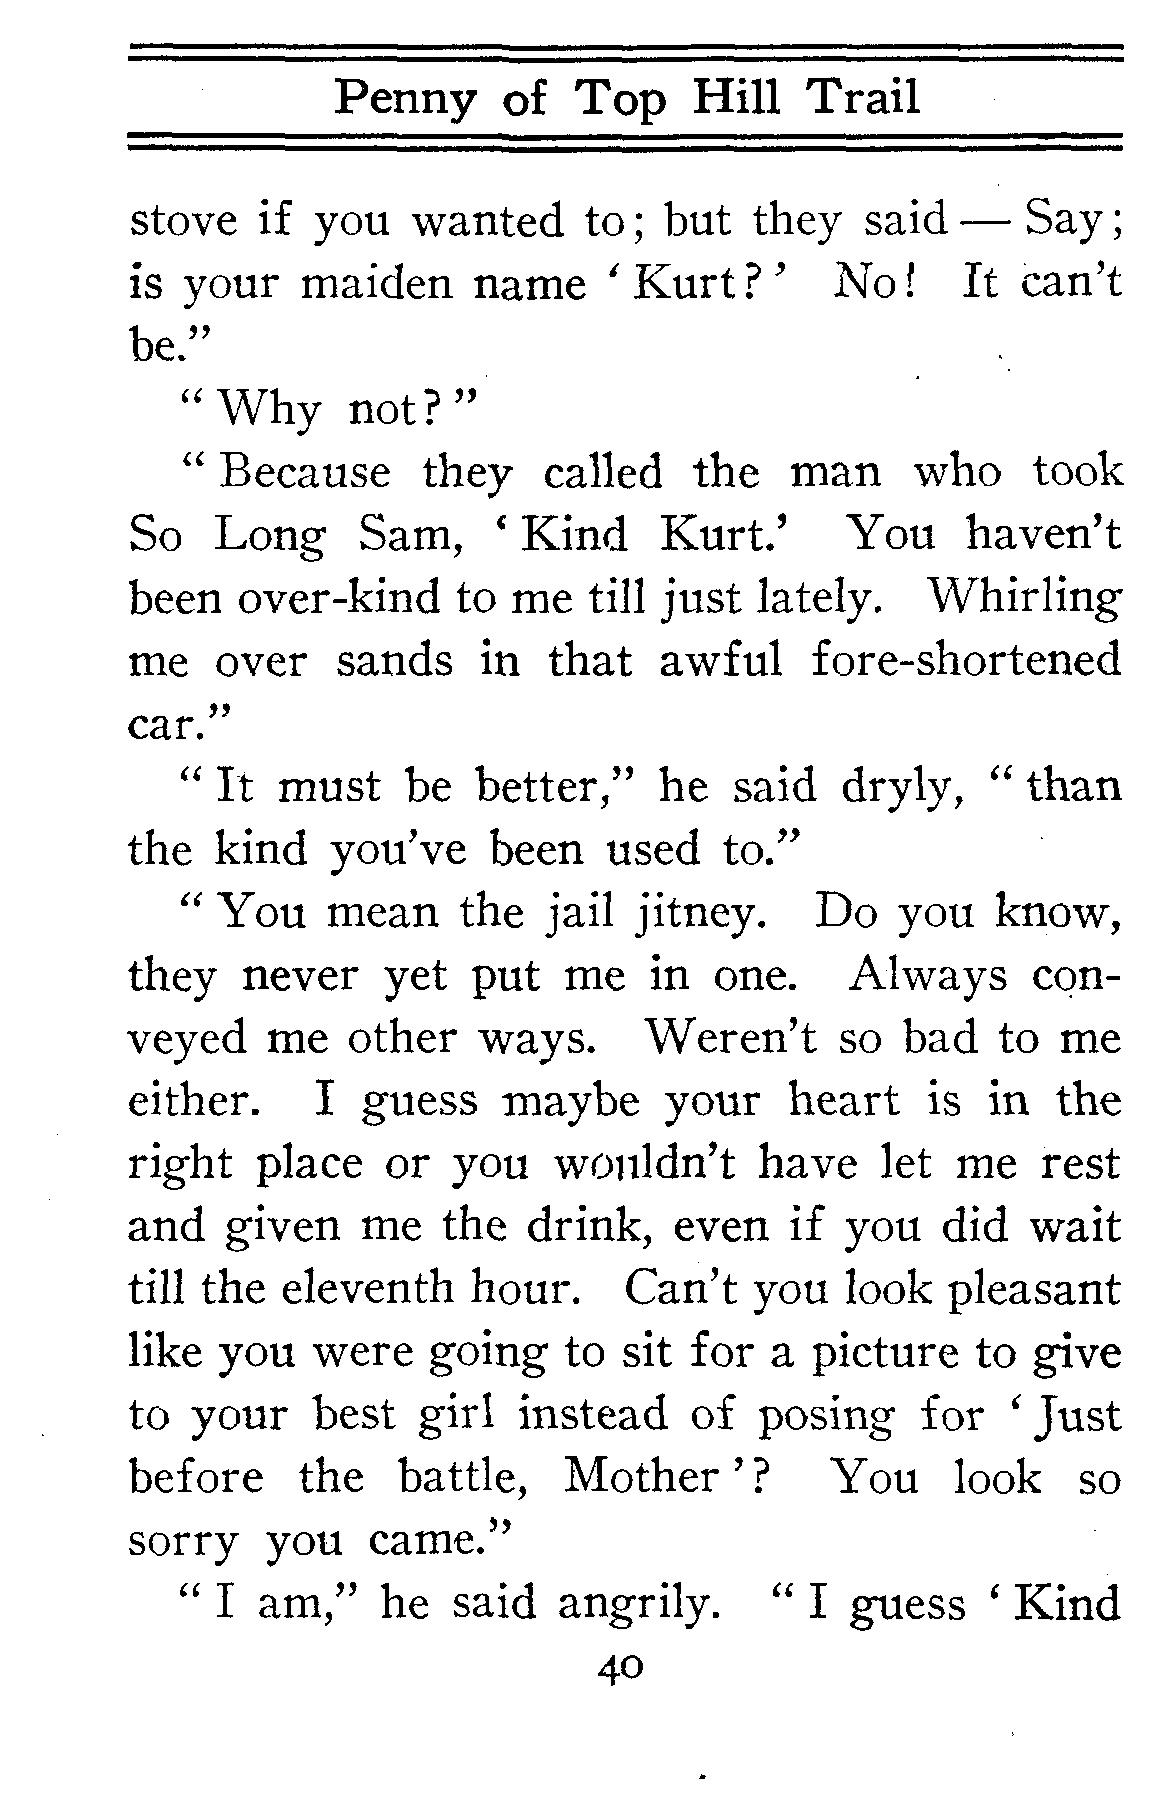 Penny of Top Hill Trail
stove if you wanted to; but they said — Say;
is your maiden name ‘ Kurt? ’ No! It can’t
be.”
“ Why not? ”
“ Because they called the man who took
So Long Sam, ‘ Kind Kurt.’ You haven’t
been over-kind to me till just lately. Whirling
me over sands in that awful fore-shortened
car.”
“ It must be better,” he said dryly, “ than
the kind you’ve been used to.”
“ You mean the jail jitney. Do you know,
they never yet put me in one. Always con-
veyed me other ways. Weren’t so bad to me
either. I guess maybe your heart is in the
right place or you wouldn’t have let me rest
and given me the drink, even if you did wait
till the eleventh hour. Can’t you look pleasant
like you were going to sit for a picture to give
to your best girl instead of posing for ‘ Just
before the battle, Mother ’? You look so
sorry you came.”
“ I am,” he said angrily. “ I guess ‘ Kind
40